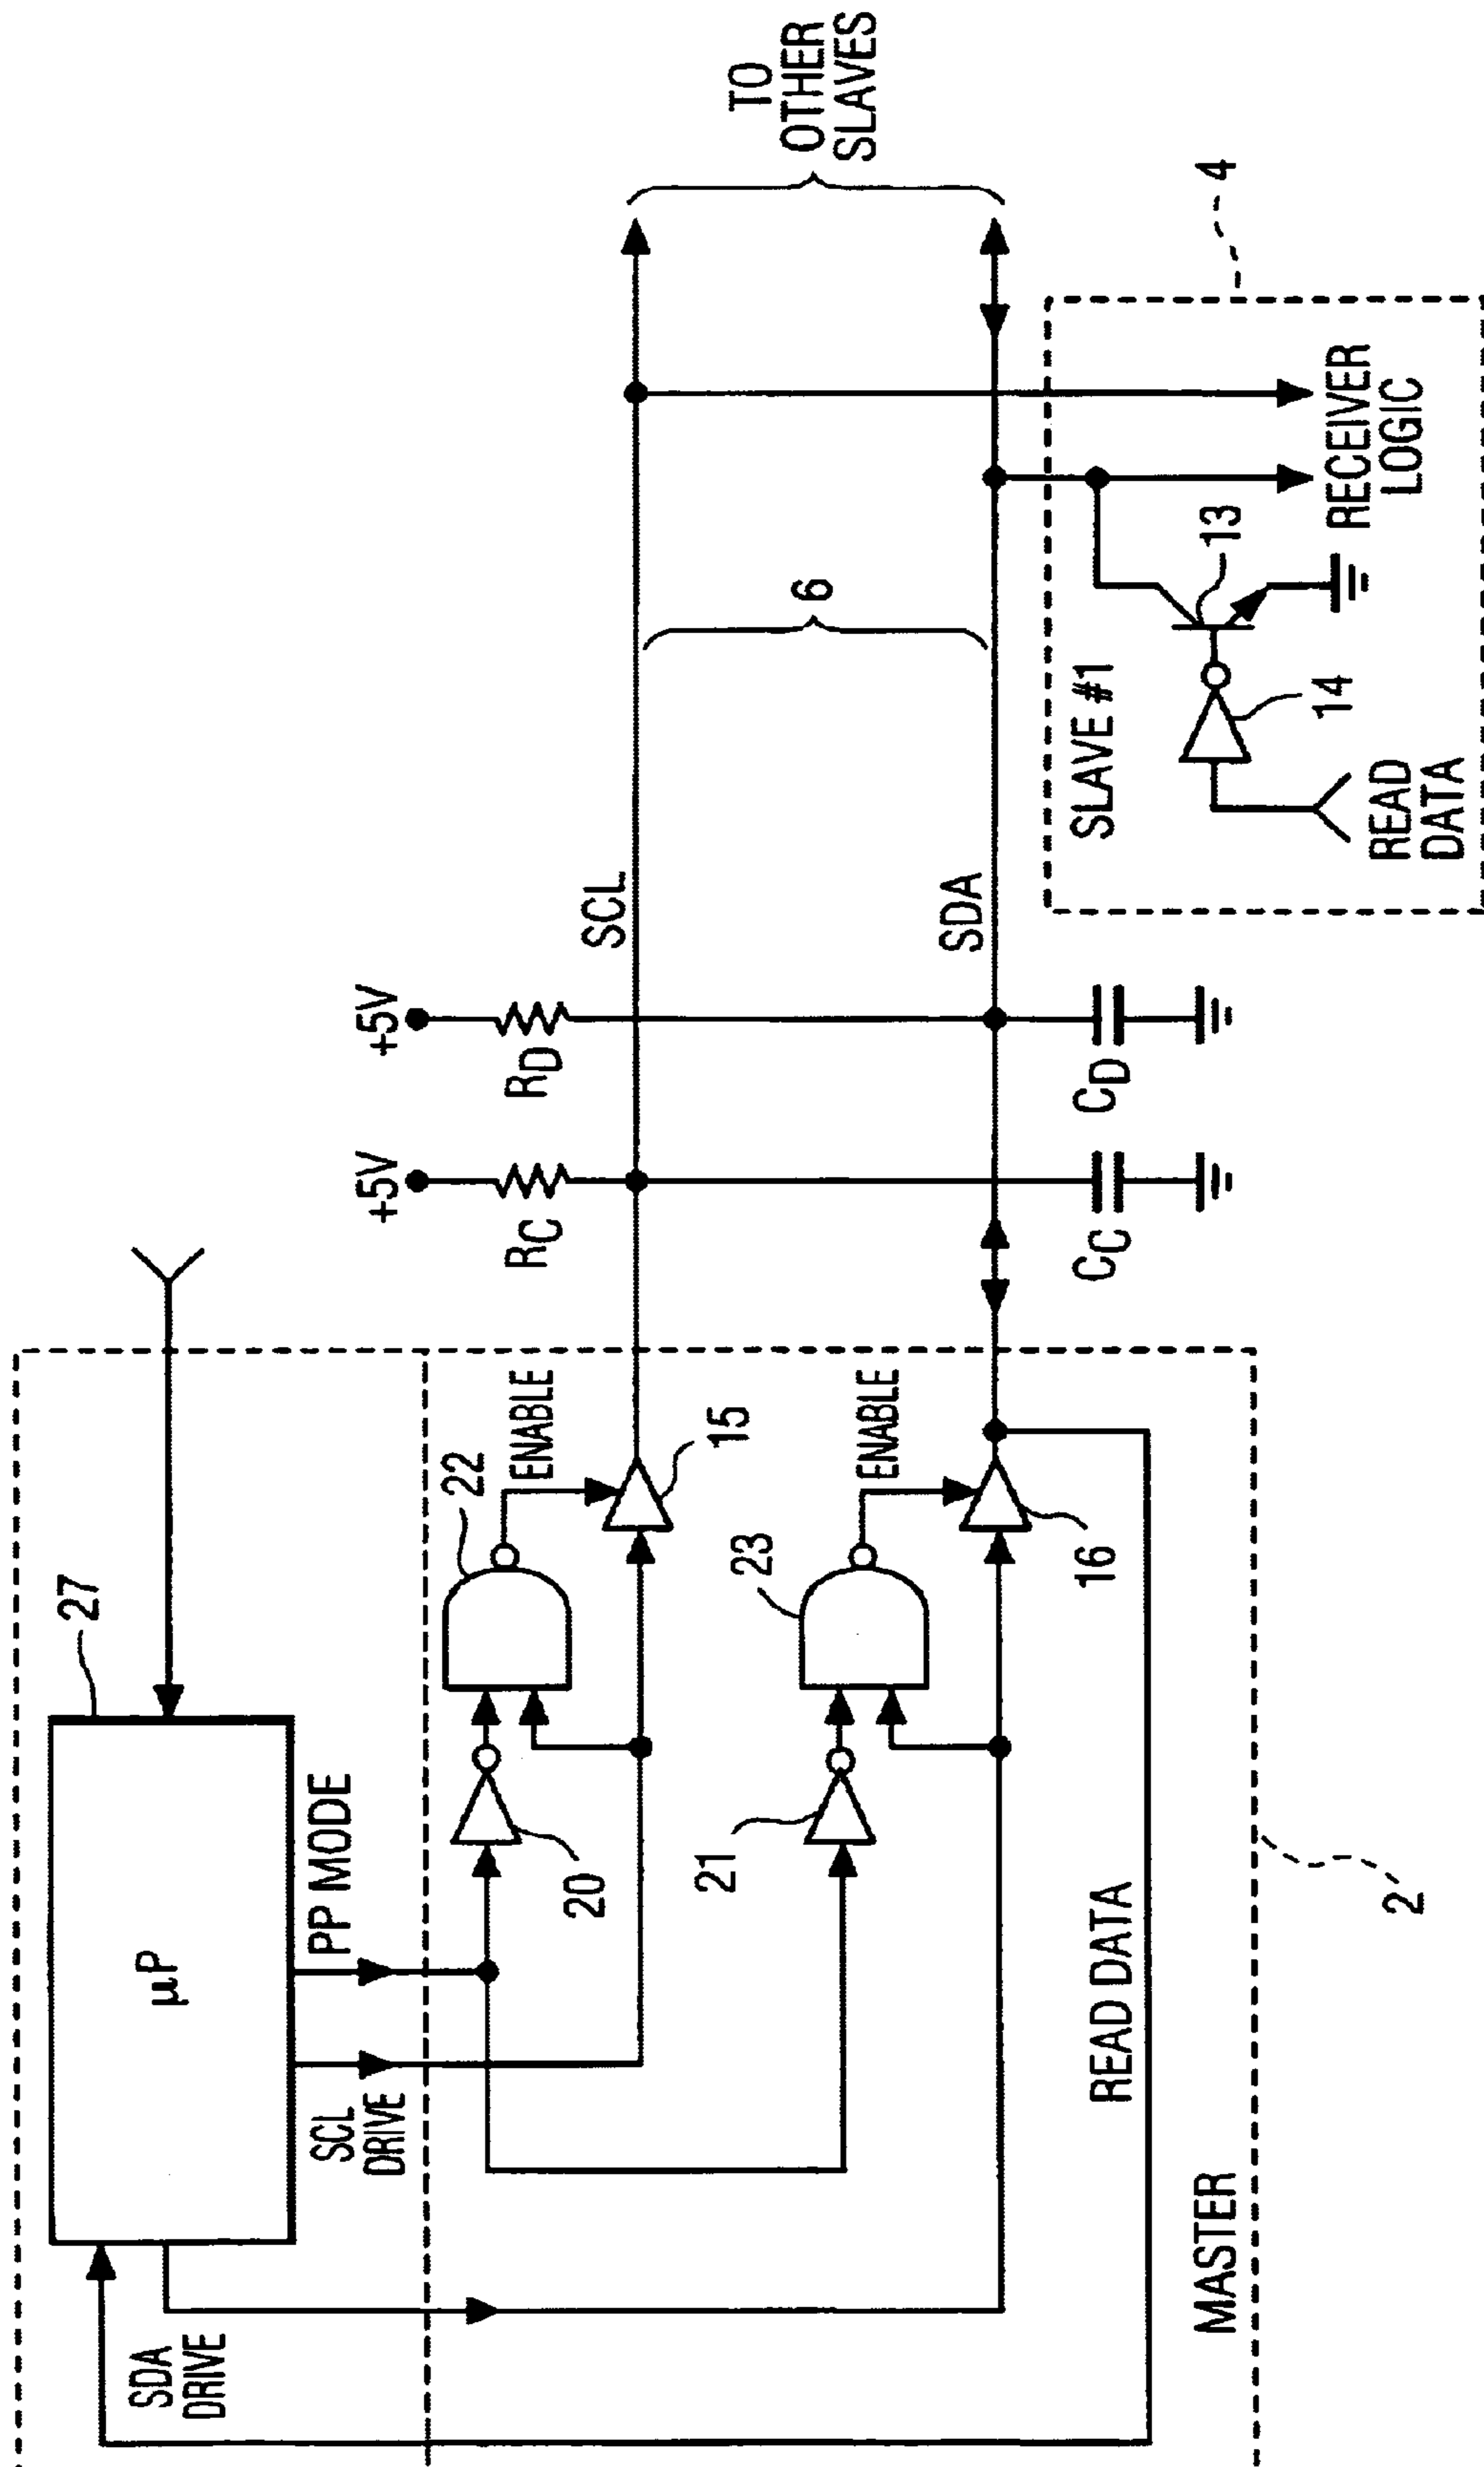 27
µP
PP MODE
SCL
DRIVE
SDA
DRIVE
22
ENABLE
15
20
23
ENABLE
16
21
READ DATA
MASTER
2
+5V
RC
+5V
RD
CC
CD
SCL
SDA
6
TO
OTHER
SLAVES
4
SLAVE #1
13
14
READ
DATA
RECEIVER
LOGIC